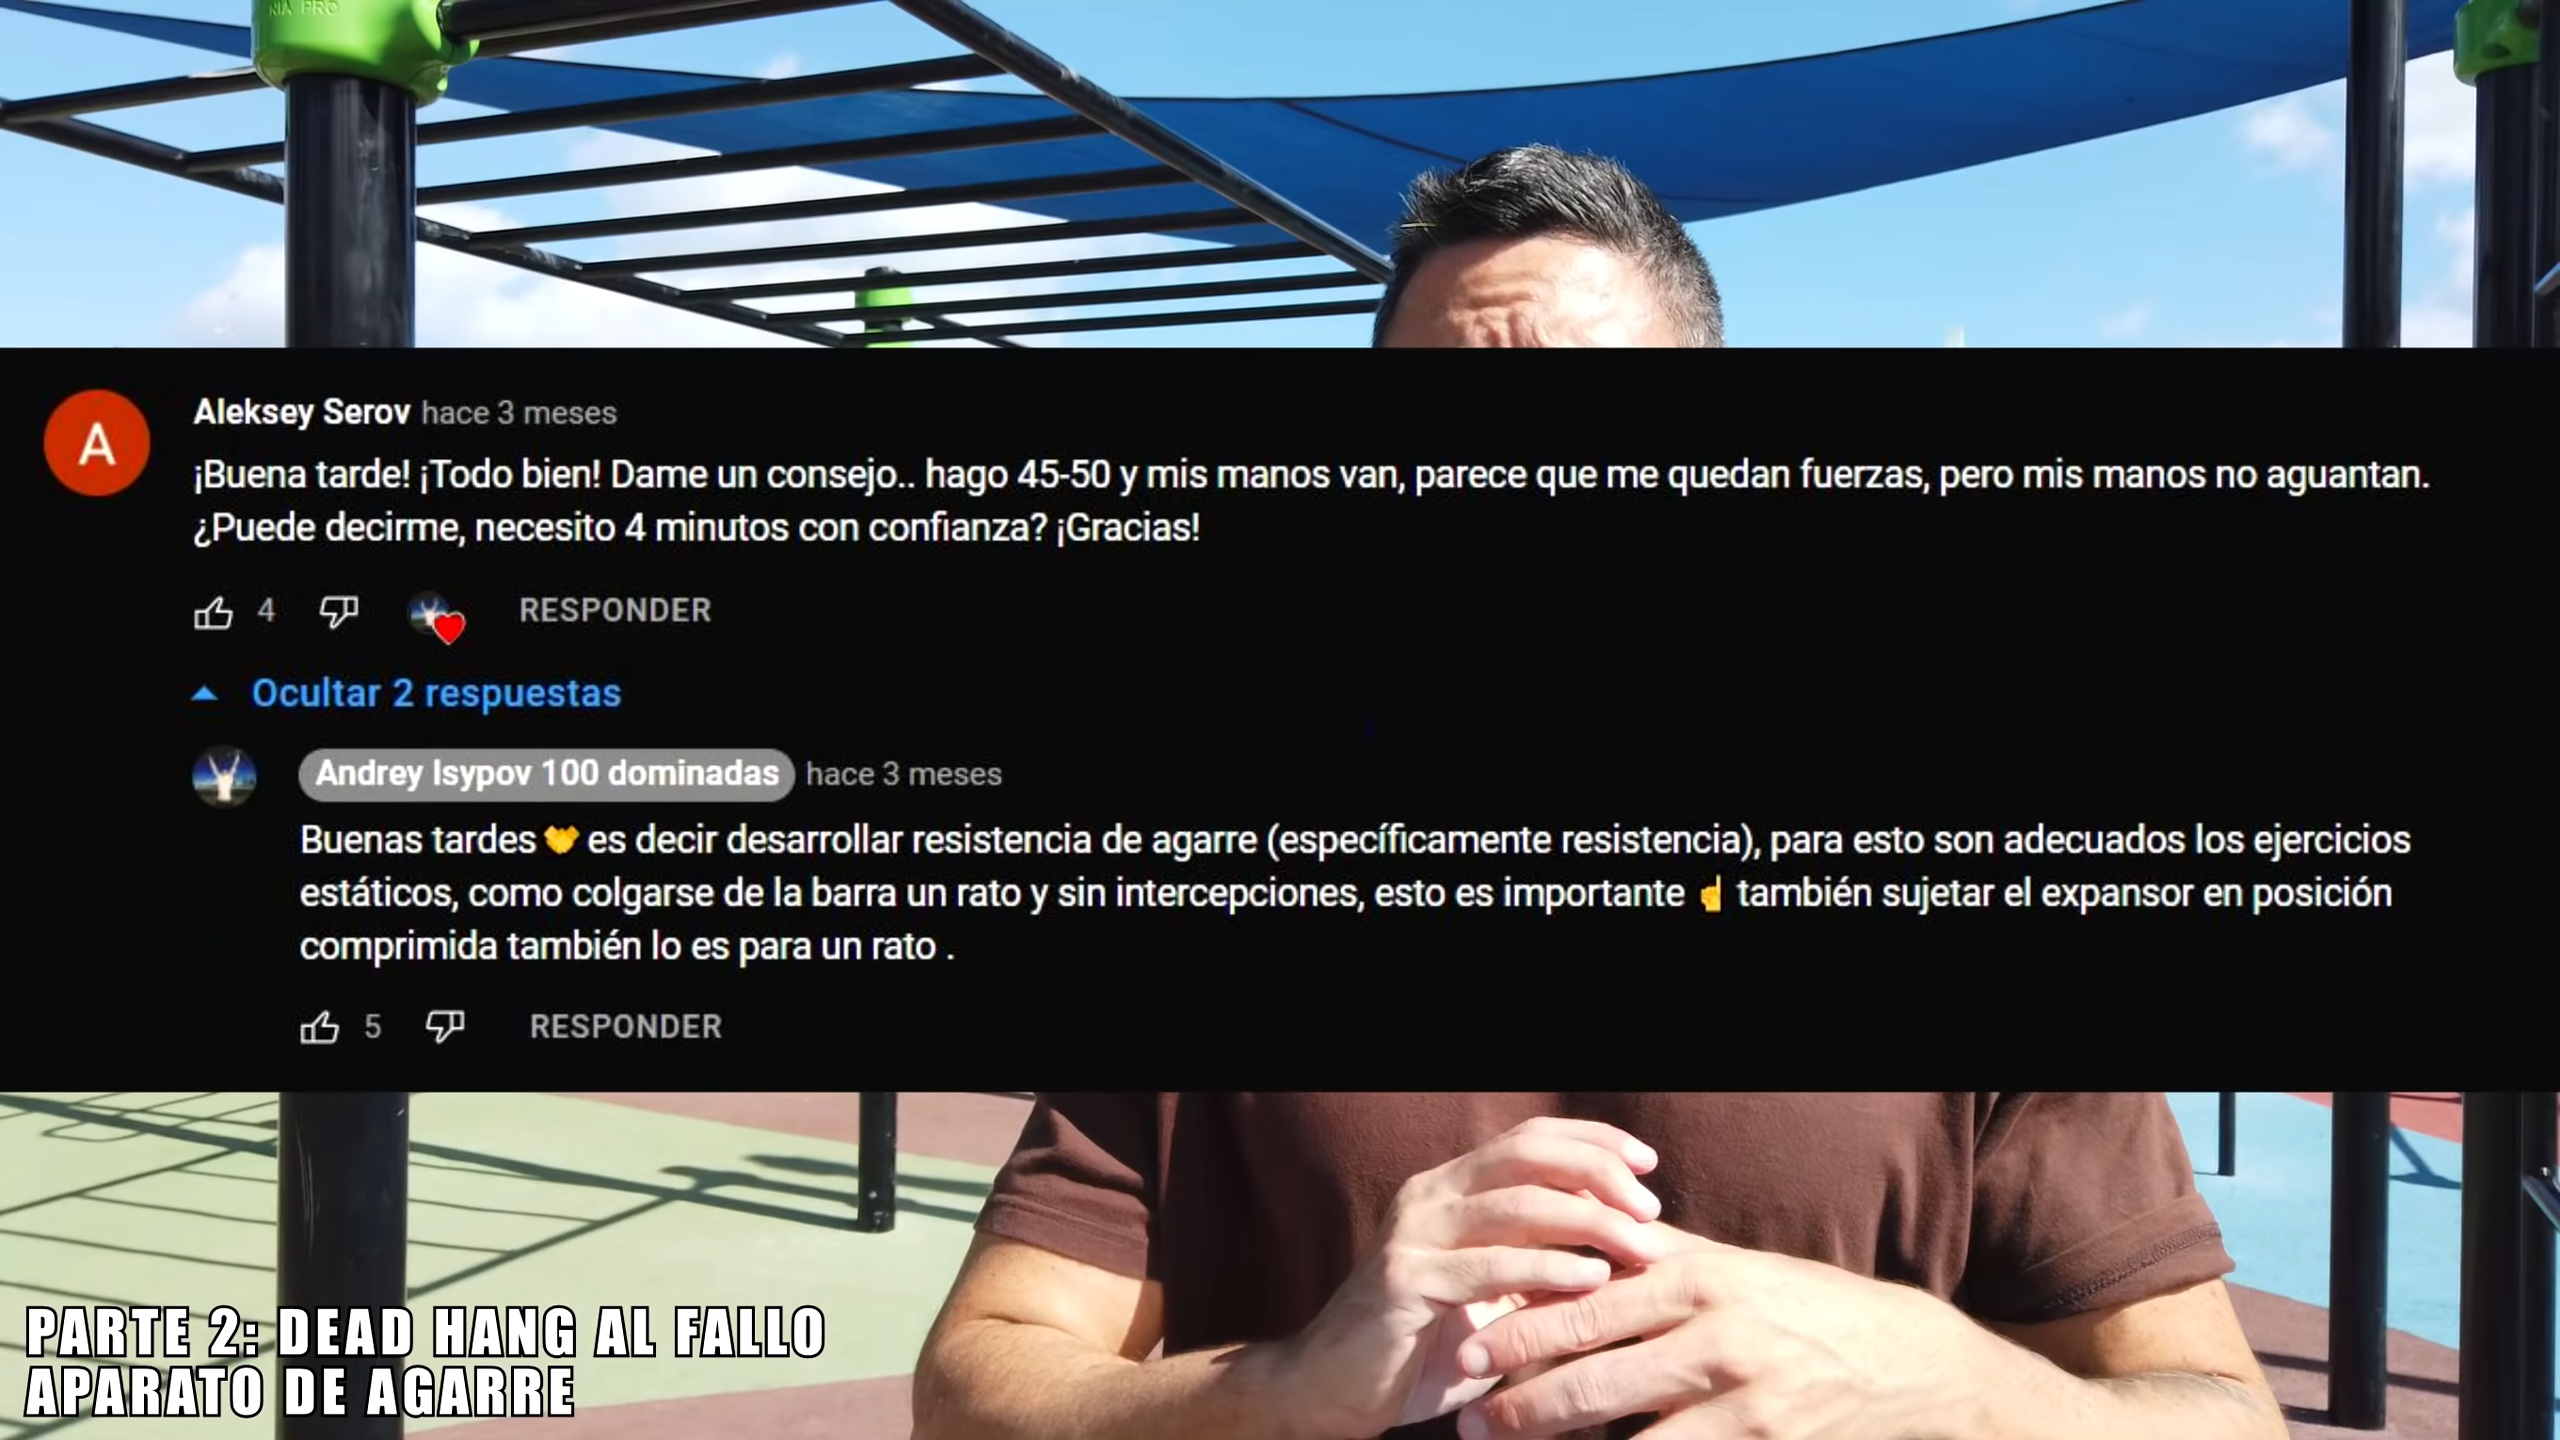 RIA PRO
Aleksey Serov hace 3 meses
¡Buena tarde! ¡Todo bien! Dame un consejo.. hago 45-50 y mis manos van, parece que me quedan fuerzas, pero mis manos no aguantan.
¿Puede decirme, necesito 4 minutos con confianza? ¡Gracias!
4 RESPONDER
Ocultar 2 respuestas
Andrey Isypov 100 dominadas hace 3 meses
Buenas tardes 🤝 es decir desarrollar resistencia de agarre (específicamente resistencia), para esto son adecuados los ejercicios
estáticos, como colgarse de la barra un rato y sin intercepciones, esto es importante ☝ también sujetar el expansor en posición
comprimida también lo es para un rato .
5 RESPONDER
PARTE 2: DEAD HANG AL FALLO
APARATO DE AGARRE
A